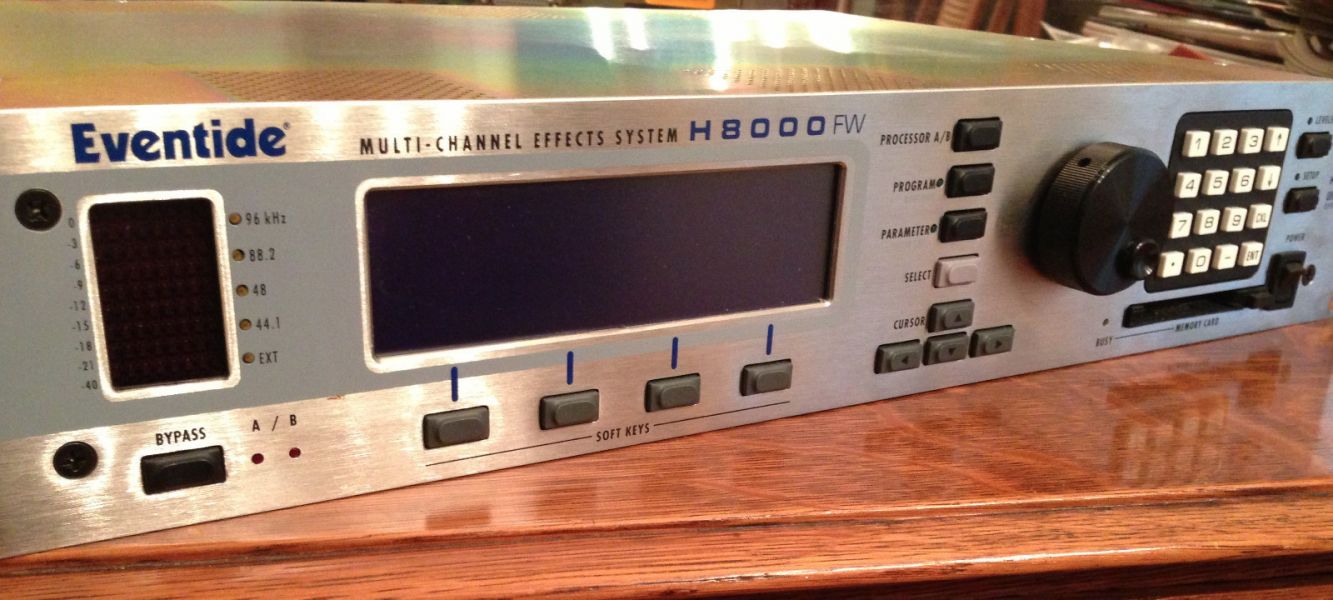 Eventide®
MULTI-CHANNEL EFFECTS SYSTEM H8000FW
0
-3
-6
-9
-12
-15
-18
-21
-40
96 kHz
88.2
48
44.1
EXT
BYPASS
A / B
SOFT KEYS
PROCESSOR A/B
PROGRAM
PARAMETER
SELECT
CURSOR
1 2 3
4 5 6
7 8 9 CXL
• 0 – ENT
LEVELS
SETUP
POWER
BUSY
MEMORY CARD